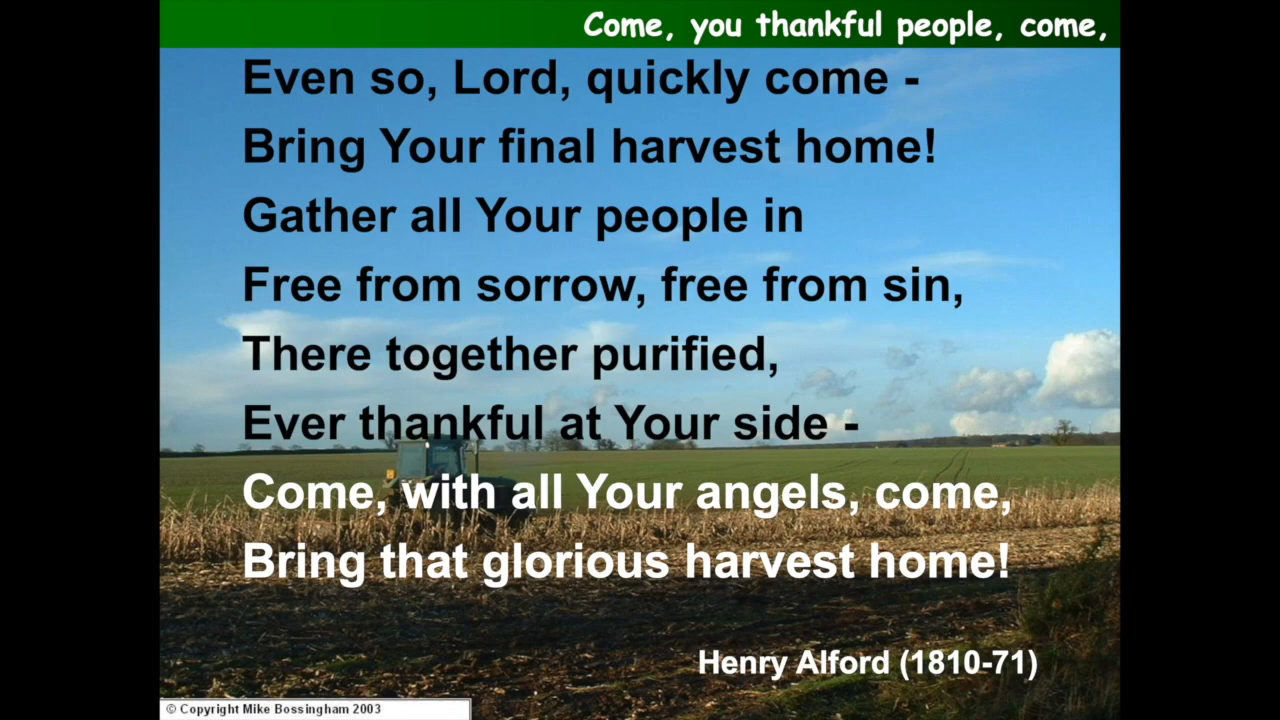 Come, you thankful people, come,
Even so, Lord, quickly come -
Bring Your final harvest home!
Gather all Your people in
Free from sorrow, free from sin,
There together purified,
Ever thankful at Your side -
Come, with all Your angels, come,
Bring that glorious harvest home!
Henry Alford (1810-71)
© Copyright Mike Bossingham 2003